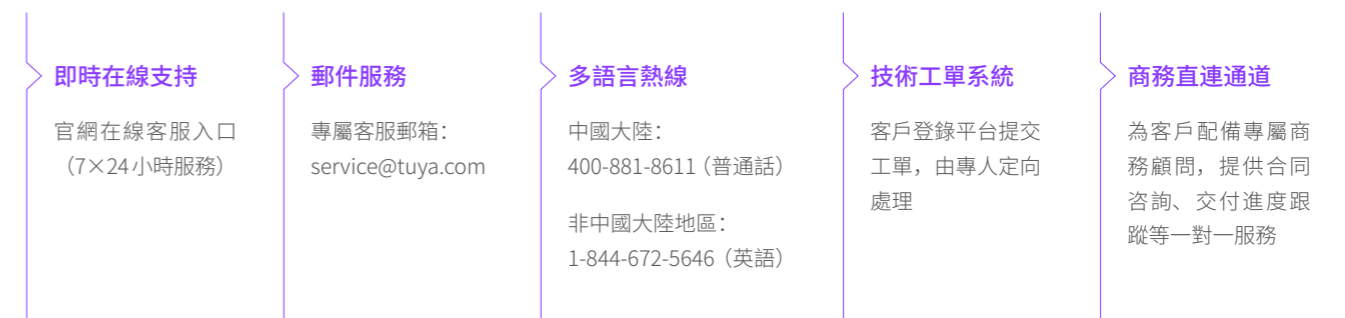 即時在線支持
官網在線客服入口
（7×24小時服務）
郵件服務
專屬客服郵箱：
service@tuya.com
多語言熱線
中國大陸：
400-881-8611（普通話）
非中國大陸地區：
1-844-672-5646（英語）
技術工單系統
客戶登錄平台提交
工單，由專人定向
處理
商務直連通道
為客戶配備專屬商
務顧問，提供合同
咨詢、交付進度跟
蹤等一對一服務